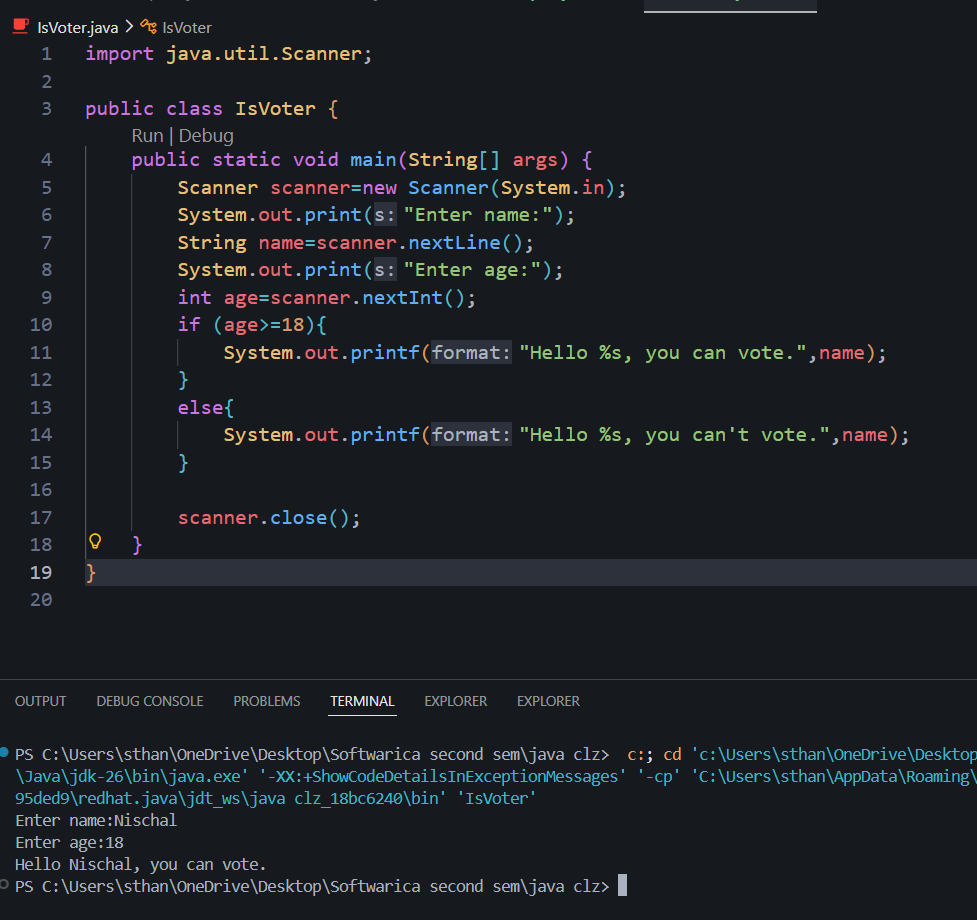 IsVoter.java > IsVoter
1 import java.util.Scanner;
2
3 public class IsVoter {
Run | Debug
4 public static void main(String[] args) {
5 Scanner scanner=new Scanner(System.in);
6 System.out.print(s: "Enter name:");
7 String name=scanner.nextLine();
8 System.out.print(s: "Enter age:");
9 int age=scanner.nextInt();
10 if (age>=18){
11 System.out.printf(format: "Hello %s, you can vote.",name);
12 }
13 else{
14 System.out.printf(format: "Hello %s, you can't vote.",name);
15 }
16
17 scanner.close();
18 }
19 }
20
OUTPUT DEBUG CONSOLE PROBLEMS TERMINAL EXPLORER EXPLORER
PS C:\Users\sthan\OneDrive\Desktop\Softwarica second sem\java clz> c:; cd 'c:\Users\sthan\OneDrive\Desktop
\Java\jdk-26\bin\java.exe' '-XX:+ShowCodeDetailsInExceptionMessages' '-cp' 'C:\Users\sthan\AppData\Roaming\
95ded9\redhat.java\jdt_ws\java clz_18bc6240\bin' 'IsVoter'
Enter name:Nischal
Enter age:18
Hello Nischal, you can vote.
PS C:\Users\sthan\OneDrive\Desktop\Softwarica second sem\java clz>